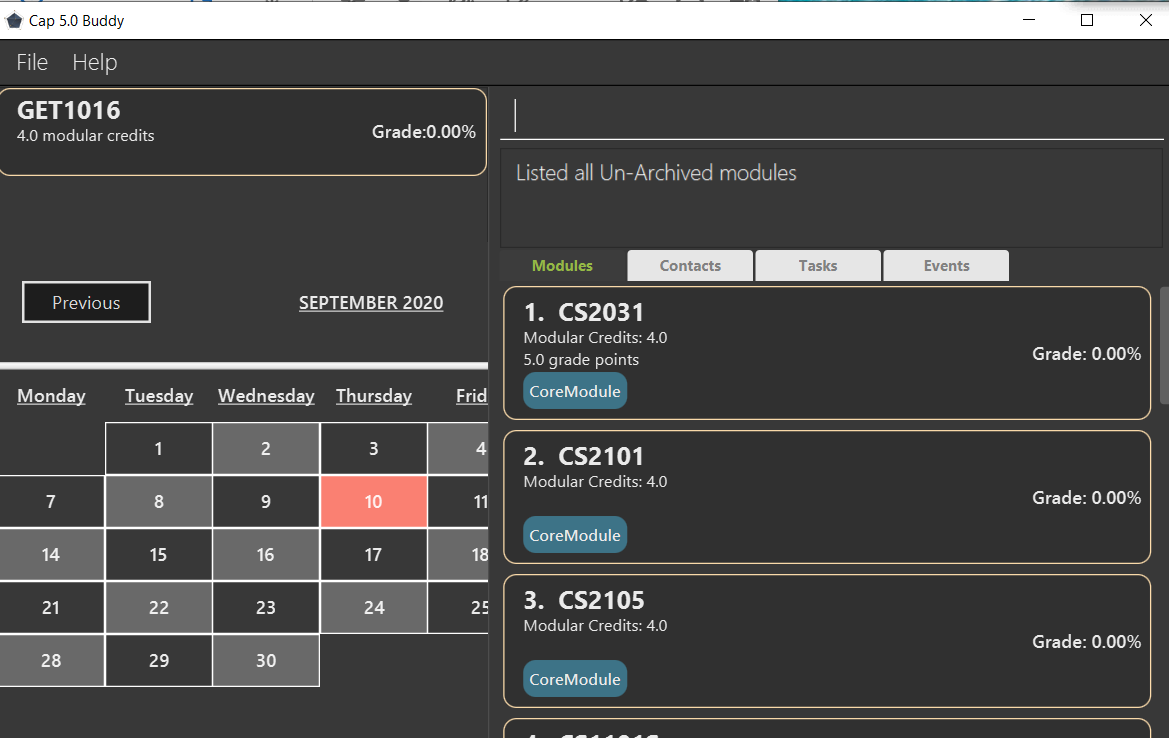 Cap 5.0 Buddy
File Help
GET1016
4.0 modular credits
Grade:0.00%
Previous
SEPTEMBER 2020
Monday Tuesday Wednesday Thursday Frid
1 2 3 4
7 8 9 10 11
14 15 16 17 18
21 22 23 24 25
28 29 30
Listed all Un-Archived modules
Modules Contacts Tasks Events
1. CS2031
Modular Credits: 4.0
5.0 grade points
Grade: 0.00%
CoreModule
2. CS2101
Modular Credits: 4.0
Grade: 0.00%
CoreModule
3. CS2105
Modular Credits: 4.0
Grade: 0.00%
CoreModule